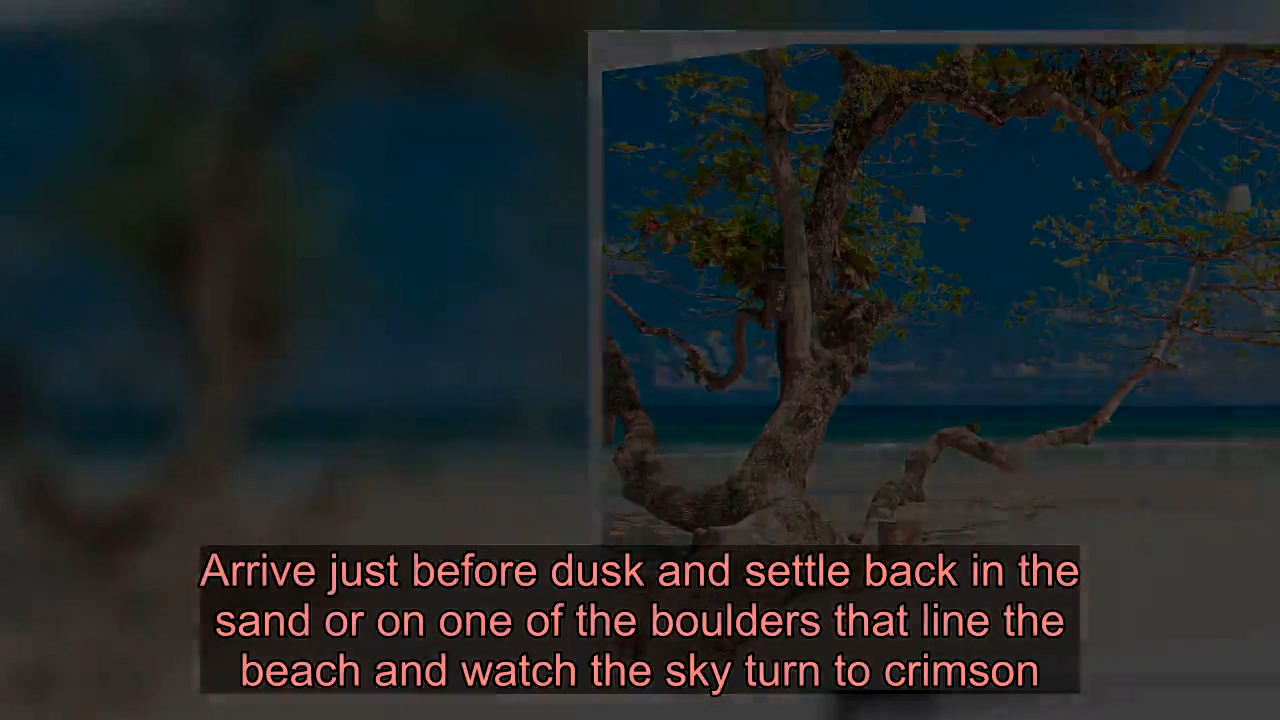 Arrive just before dusk and settle back in the
sand or on one of the boulders that line the
beach and watch the sky turn to crimson